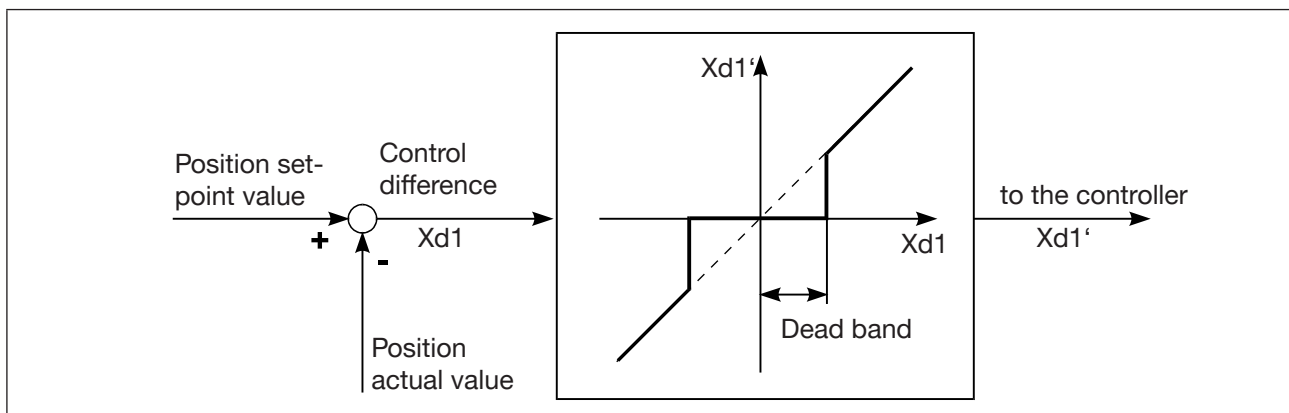 Position set-
point value
+
-
Control
difference
Xd1
Position
actual value
Xd1‘
Xd1
Dead band
to the controller
Xd1‘